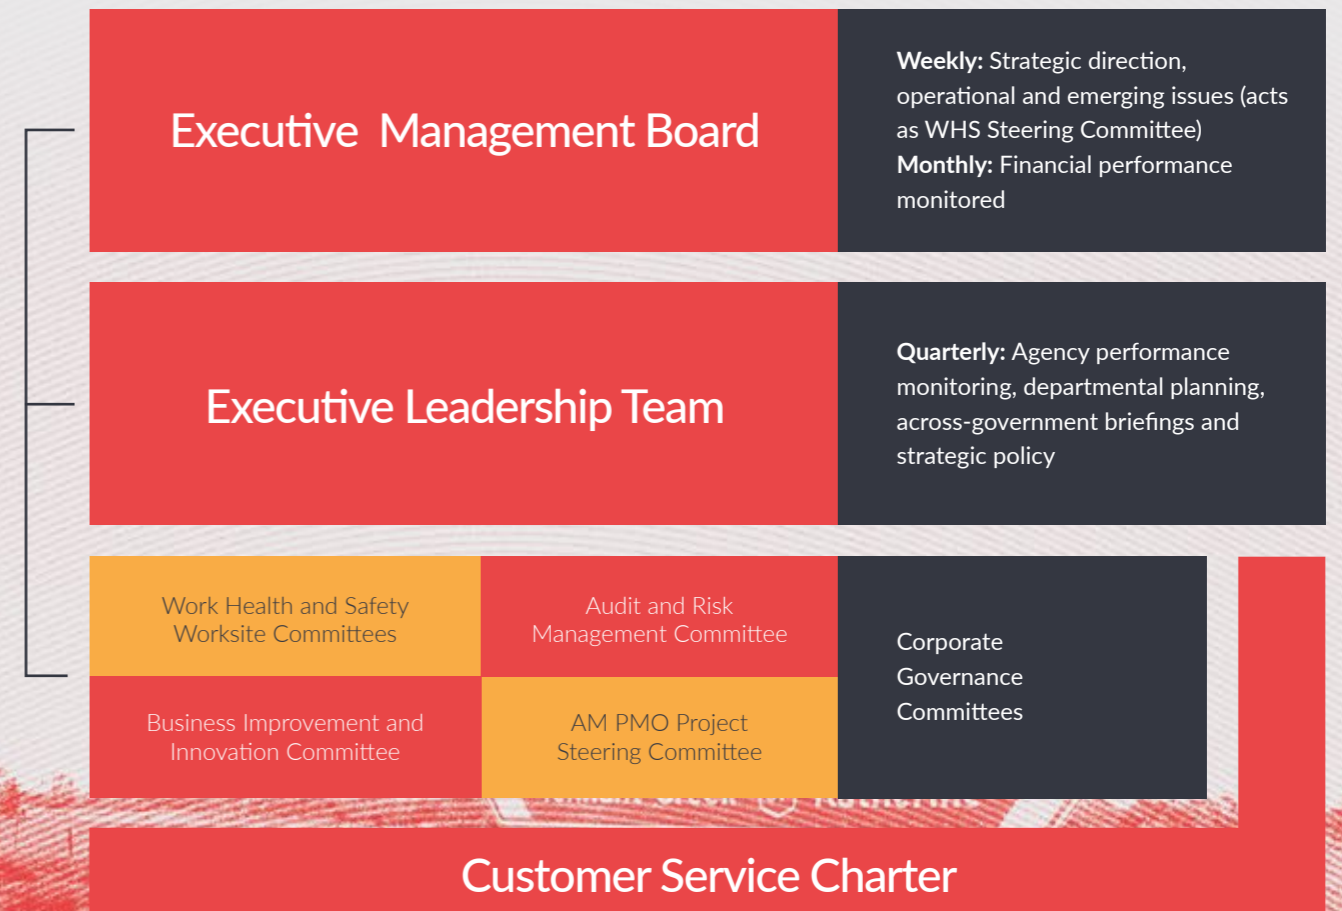 Executive Management Board
Weekly: Strategic direction,
operational and emerging issues (acts
as WHS Steering Committee)
Monthly: Financial performance
monitored
Executive Leadership Team
Quarterly: Agency performance
monitoring, departmental planning,
across-government briefings and
strategic policy
Work Health and Safety
Worksite Committees
Audit and Risk
Management Committee
Business Improvement and
Innovation Committee
AM PMO Project
Steering Committee
Corporate
Governance
Committees
Customer Service Charter